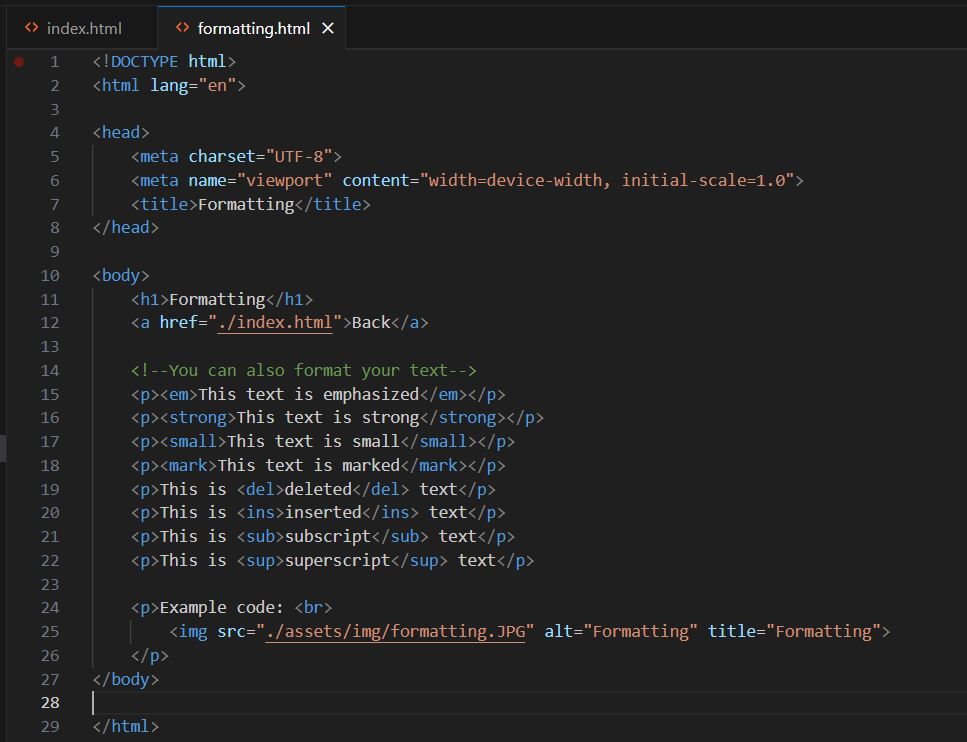 index.html
formatting.html
1 <!DOCTYPE html>
2 <html lang="en">
3
4 <head>
5     <meta charset="UTF-8">
6     <meta name="viewport" content="width=device-width, initial-scale=1.0">
7     <title>Formatting</title>
8 </head>
9
10 <body>
11     <h1>Formatting</h1>
12     <a href="./index.html">Back</a>
13
14     <!--You can also format your text-->
15     <p><em>This text is emphasized</em></p>
16     <p><strong>This text is strong</strong></p>
17     <p><small>This text is small</small></p>
18     <p><mark>This text is marked</mark></p>
19     <p>This is <del>deleted</del> text</p>
20     <p>This is <ins>inserted</ins> text</p>
21     <p>This is <sub>subscript</sub> text</p>
22     <p>This is <sup>superscript</sup> text</p>
23
24     <p>Example code: <br>
25         <img src="./assets/img/formatting.JPG" alt="Formatting" title="Formatting">
26     </p>
27 </body>
28
29 </html>